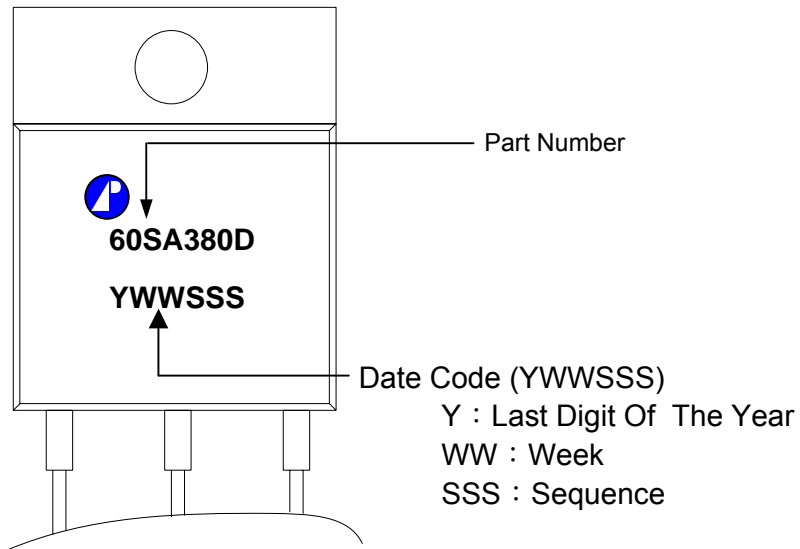 Part Number
60SA380D
YWWSSS
Date Code (YWWSSS)
Y：Last Digit Of The Year
WW：Week
SSS：Sequence